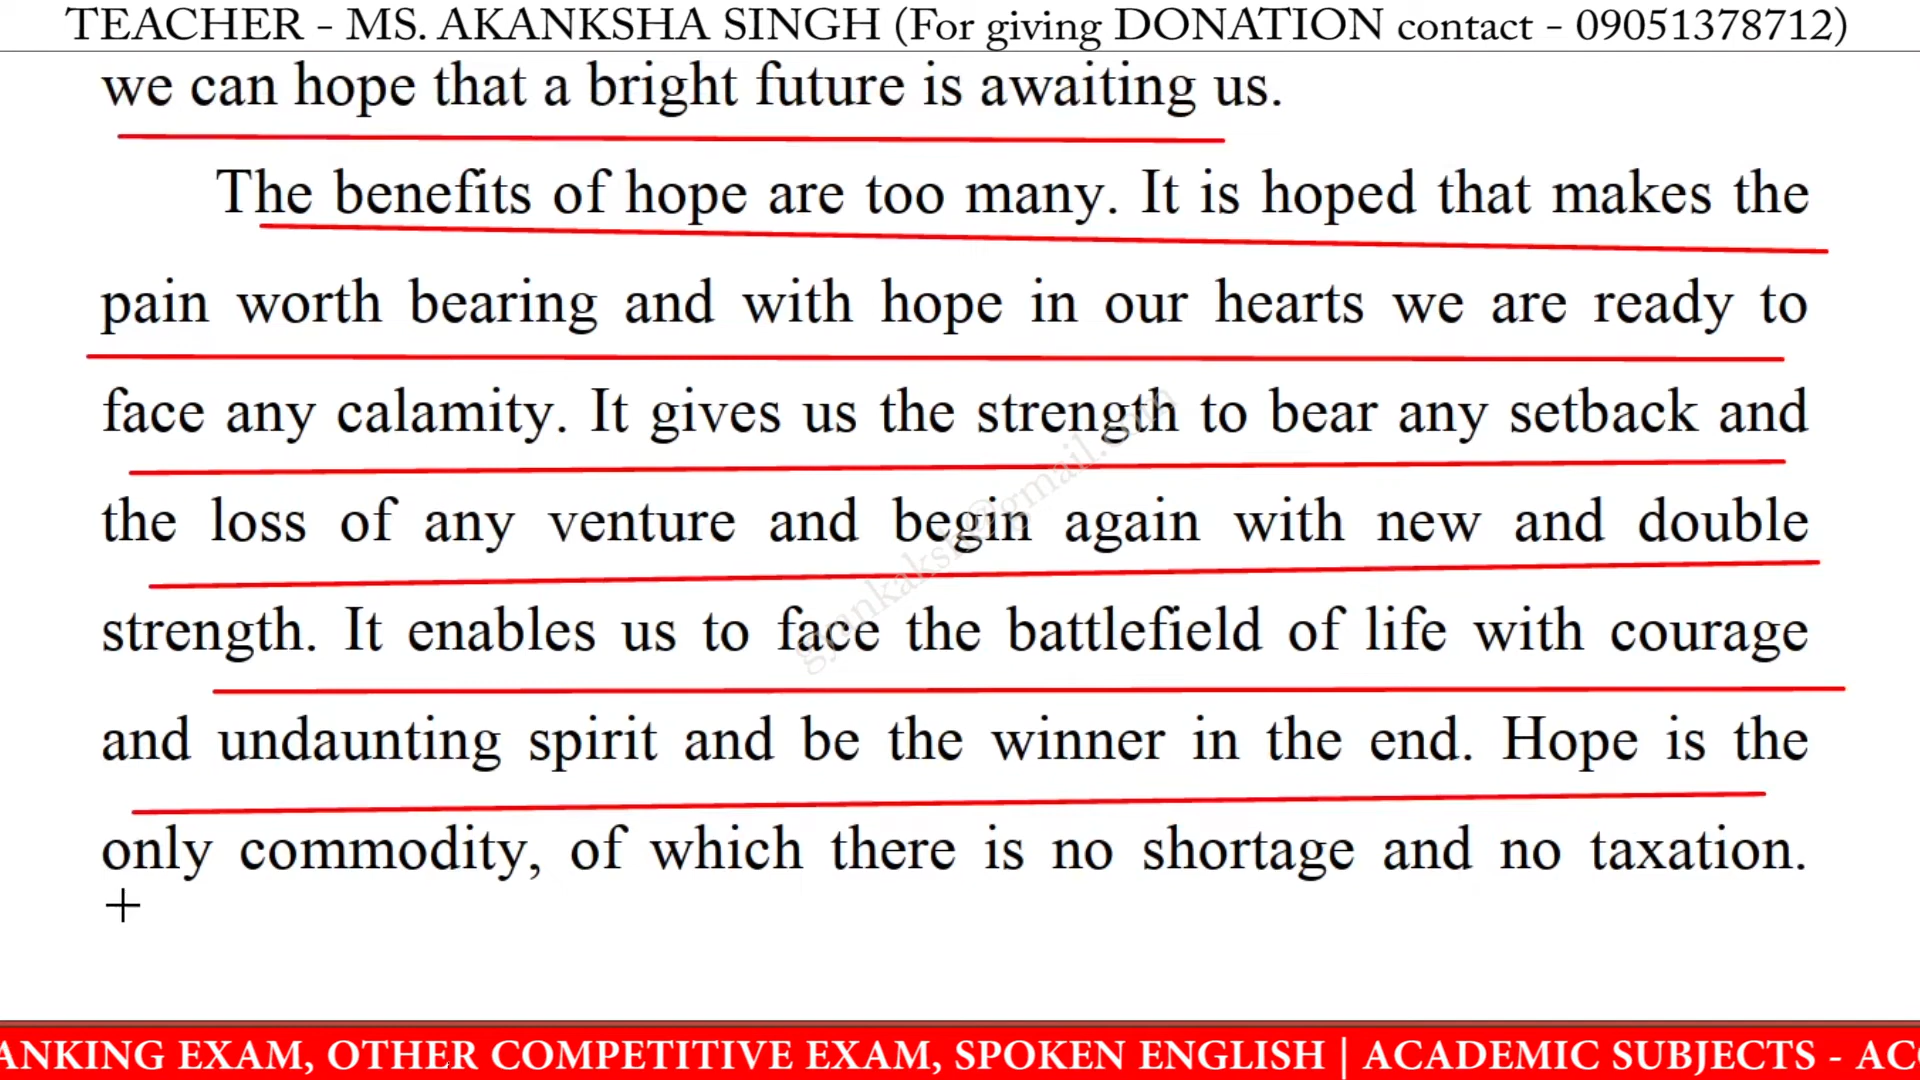 TEACHER - MS. AKANKSHA SINGH (For giving DONATION contact - 09051378712)
we can hope that a bright future is awaiting us.
The benefits of hope are too many. It is hoped that makes the
pain worth bearing and with hope in our hearts we are ready to
face any calamity. It gives us the strength to bear any setback and
the loss of any venture and begin again with new and double
strength. It enables us to face the battlefield of life with courage
and undaunting spirit and be the winner in the end. Hope is the
only commodity, of which there is no shortage and no taxation.
ANKING EXAM, OTHER COMPETITIVE EXAM, SPOKEN ENGLISH | ACADEMIC SUBJECTS - AC